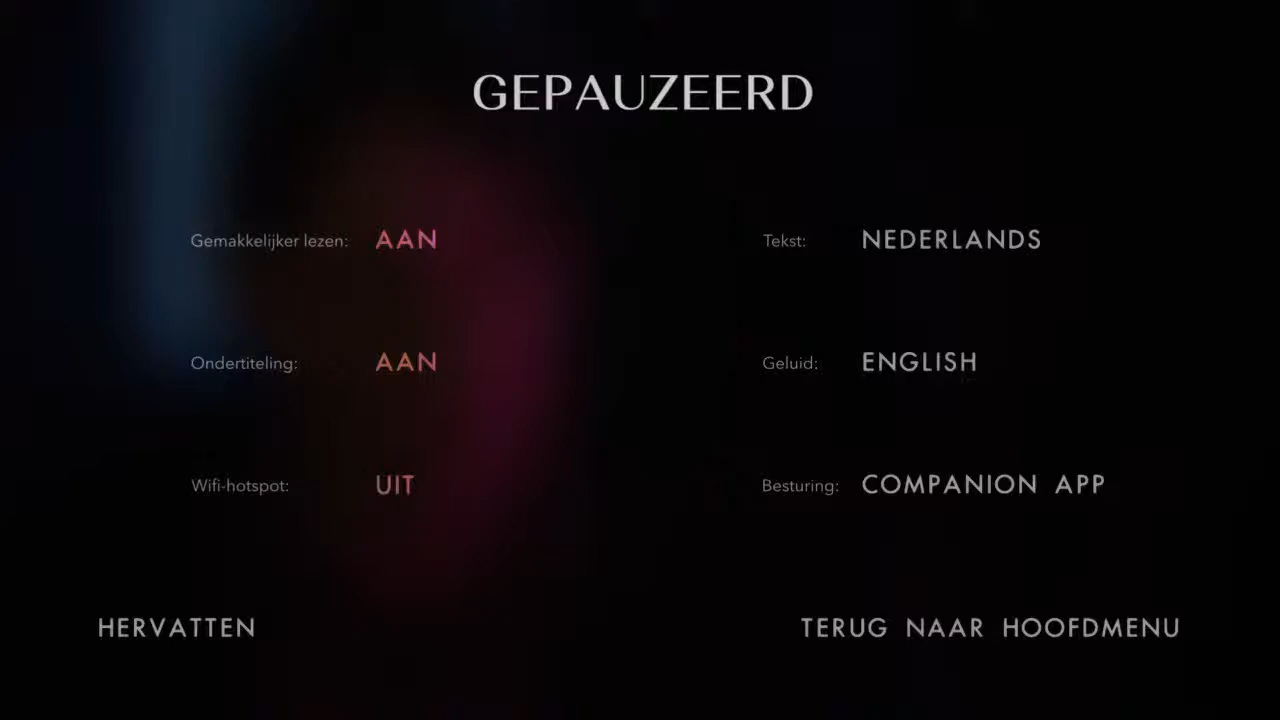 GEPAUZEERD
Gemakkelijker lezen: AAN
Tekst: NEDERLANDS
Ondertiteling: AAN
Geluid: ENGLISH
Wifi-hotspot: UIT
Besturing: COMPANION APP
HERVATTEN
TERUG NAAR HOOFDMENU